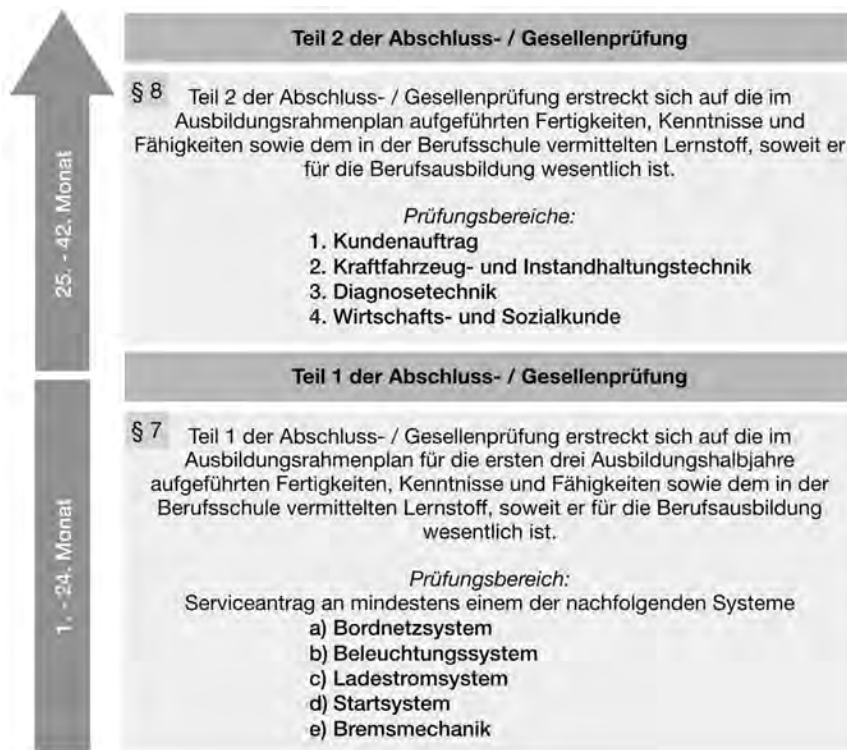 Teil 2 der Abschluss- / Gesellenprüfung
§ 8 Teil 2 der Abschluss- / Gesellenprüfung erstreckt sich auf die im
Ausbildungsrahmenplan aufgeführten Fertigkeiten, Kenntnisse und
Fähigkeiten sowie dem in der Berufsschule vermittelten Lernstoff, soweit er
für die Berufsausbildung wesentlich ist.
Prüfungsbereiche:
1. Kundenauftrag
2. Kraftfahrzeug- und Instandhaltungstechnik
3. Diagnosetechnik
4. Wirtschafts- und Sozialkunde
25. - 42. Monat
Teil 1 der Abschluss- / Gesellenprüfung
§ 7 Teil 1 der Abschluss- / Gesellenprüfung erstreckt sich auf die im
Ausbildungsrahmenplan für die ersten drei Ausbildungshalbjahre
aufgeführten Fertigkeiten, Kenntnisse und Fähigkeiten sowie dem in der
Berufsschule vermittelten Lernstoff, soweit er für die Berufsausbildung
wesentlich ist.
Prüfungsbereich:
Serviceantrag an mindestens einem der nachfolgenden Systeme
a) Bordnetzsystem
b) Beleuchtungssystem
c) Ladestromsystem
d) Startsystem
e) Bremsmechanik
1. - 24. Monat